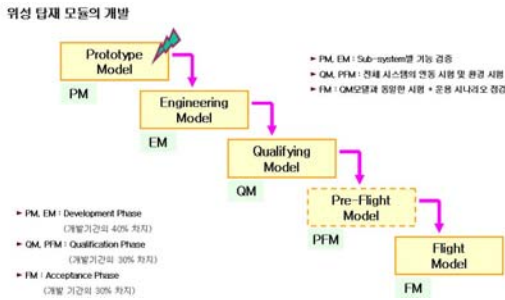 위성 탑재 모듈의 개발
Prototype
Model
PM
► PM, EM : Sub-system별 기능 검증
► QM, PFM : 전체 시스템의 연동 시험 및 환경 시험
► FM : QM모델과 동일한 시험 + 운용 시나리오 점검
Engineering
Model
EM
Qualifying
Model
QM
Pre-Flight
Model
PFM
Flight
Model
FM
► PM, EM : Development Phase
(개발기간의 40% 차지)
► QM, PFM : Qualification Phase
(개발기간의 30% 차지)
► FM : Acceptance Phase
(개발 기간의 30% 차지)